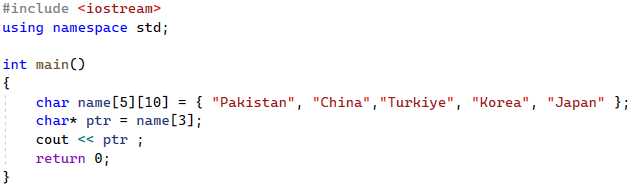 #include <iostream>
using namespace std;
int main()
{
char name[5][10] = { "Pakistan", "China","Turkiye", "Korea", "Japan" };
char* ptr = name[3];
cout << ptr ;
return 0;
}